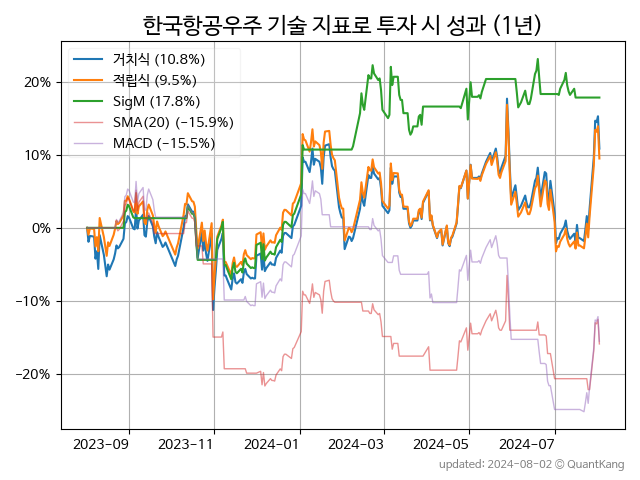 한국항공우주 기술 지표로 투자 시 성과 (1년)
거치식 (10.8%)
적립식 (9.5%)
SigM (17.8%)
SMA(20) (−15.9%)
MACD (−15.5%)
20%
10%
0%
−10%
−20%
2023-09 2023-11 2024-01 2024-03 2024-05 2024-07
updated: 2024-08-02 © QuantKang